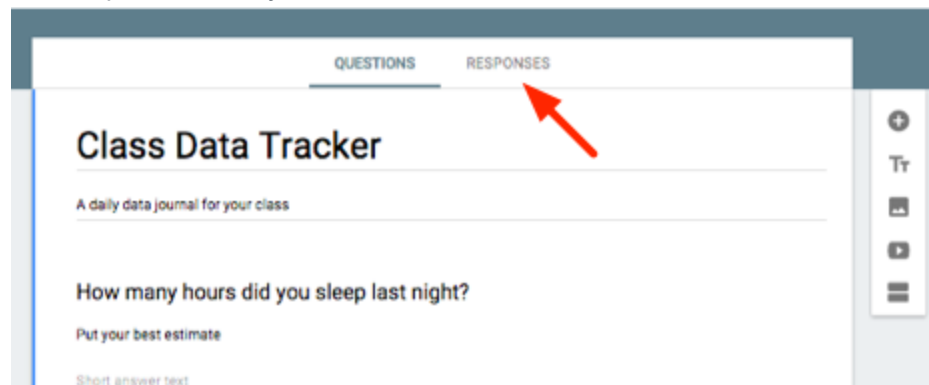 QUESTIONS RESPONSES
Class Data Tracker
A daily data journal for your class
How many hours did you sleep last night?
Put your best estimate
Short answer text
Tт